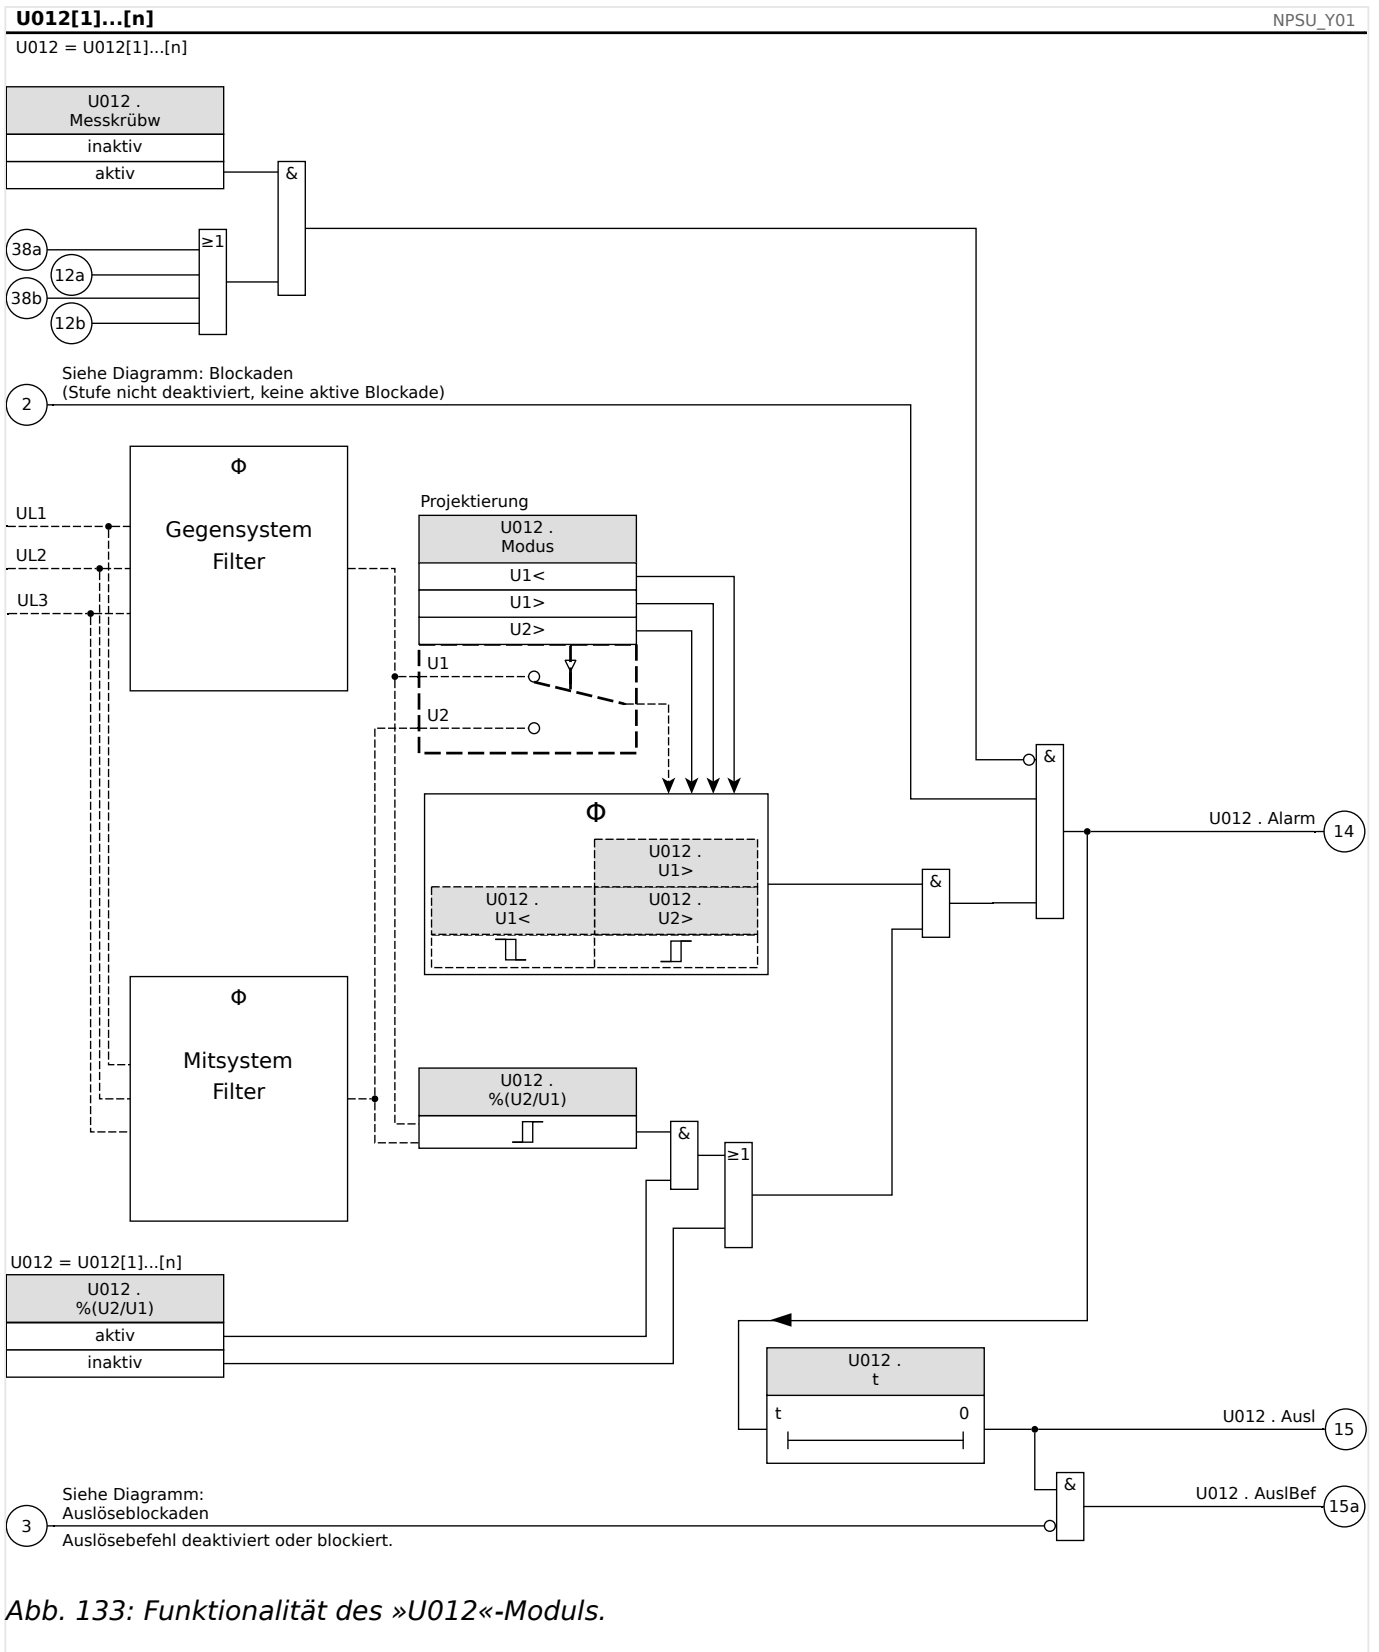 U012[1]...[n]
NPSU_Y01
U012 = U012[1]...[n]
U012 .
Messkrübw
inaktiv
aktiv
&
38a
≥1
12a
38b
12b
Siehe Diagramm: Blockaden
(Stufe nicht deaktiviert, keine aktive Blockade)
2
Φ
Gegensystem
Filter
UL1
UL2
UL3
Projektierung
U012 .
Modus
U1<
U1>
U2>
U1
U2
Φ
U012 .
U1>
U012 .
U1<
U012 .
U2>
&
&
U012 . Alarm
14
Φ
Mitsystem
Filter
U012 .
%(U2/U1)
&
≥1
U012 = U012[1]...[n]
U012 .
%(U2/U1)
aktiv
inaktiv
U012 .
t
t
0
U012 . Ausl
15
&
U012 . AuslBef
15a
Siehe Diagramm:
Auslöseblockaden
3
Auslösebefehl deaktiviert oder blockiert.
Abb. 133: Funktionalität des »U012«-Moduls.